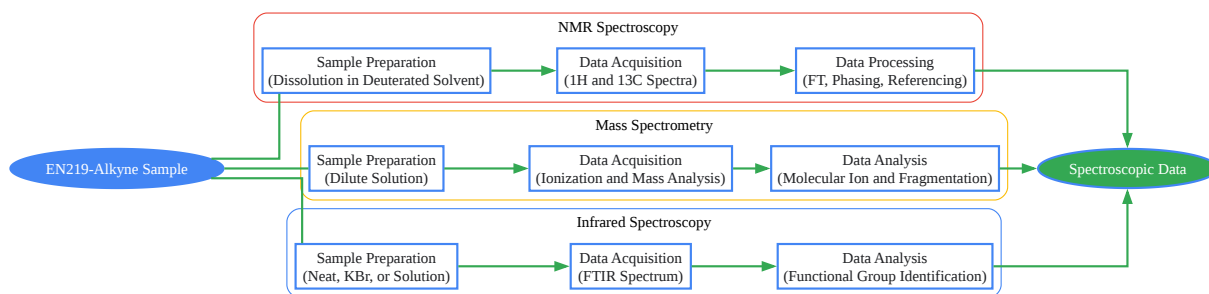 NMR Spectroscopy
Sample Preparation
(Dissolution in Deuterated Solvent)
Data Acquisition
(1H and 13C Spectra)
Data Processing
(FT, Phasing, Referencing)
Mass Spectrometry
EN219-Alkyne Sample
Sample Preparation
(Dilute Solution)
Data Acquisition
(Ionization and Mass Analysis)
Data Analysis
(Molecular Ion and Fragmentation)
Spectroscopic Data
Infrared Spectroscopy
Sample Preparation
(Neat, KBr, or Solution)
Data Acquisition
(FTIR Spectrum)
Data Analysis
(Functional Group Identification)